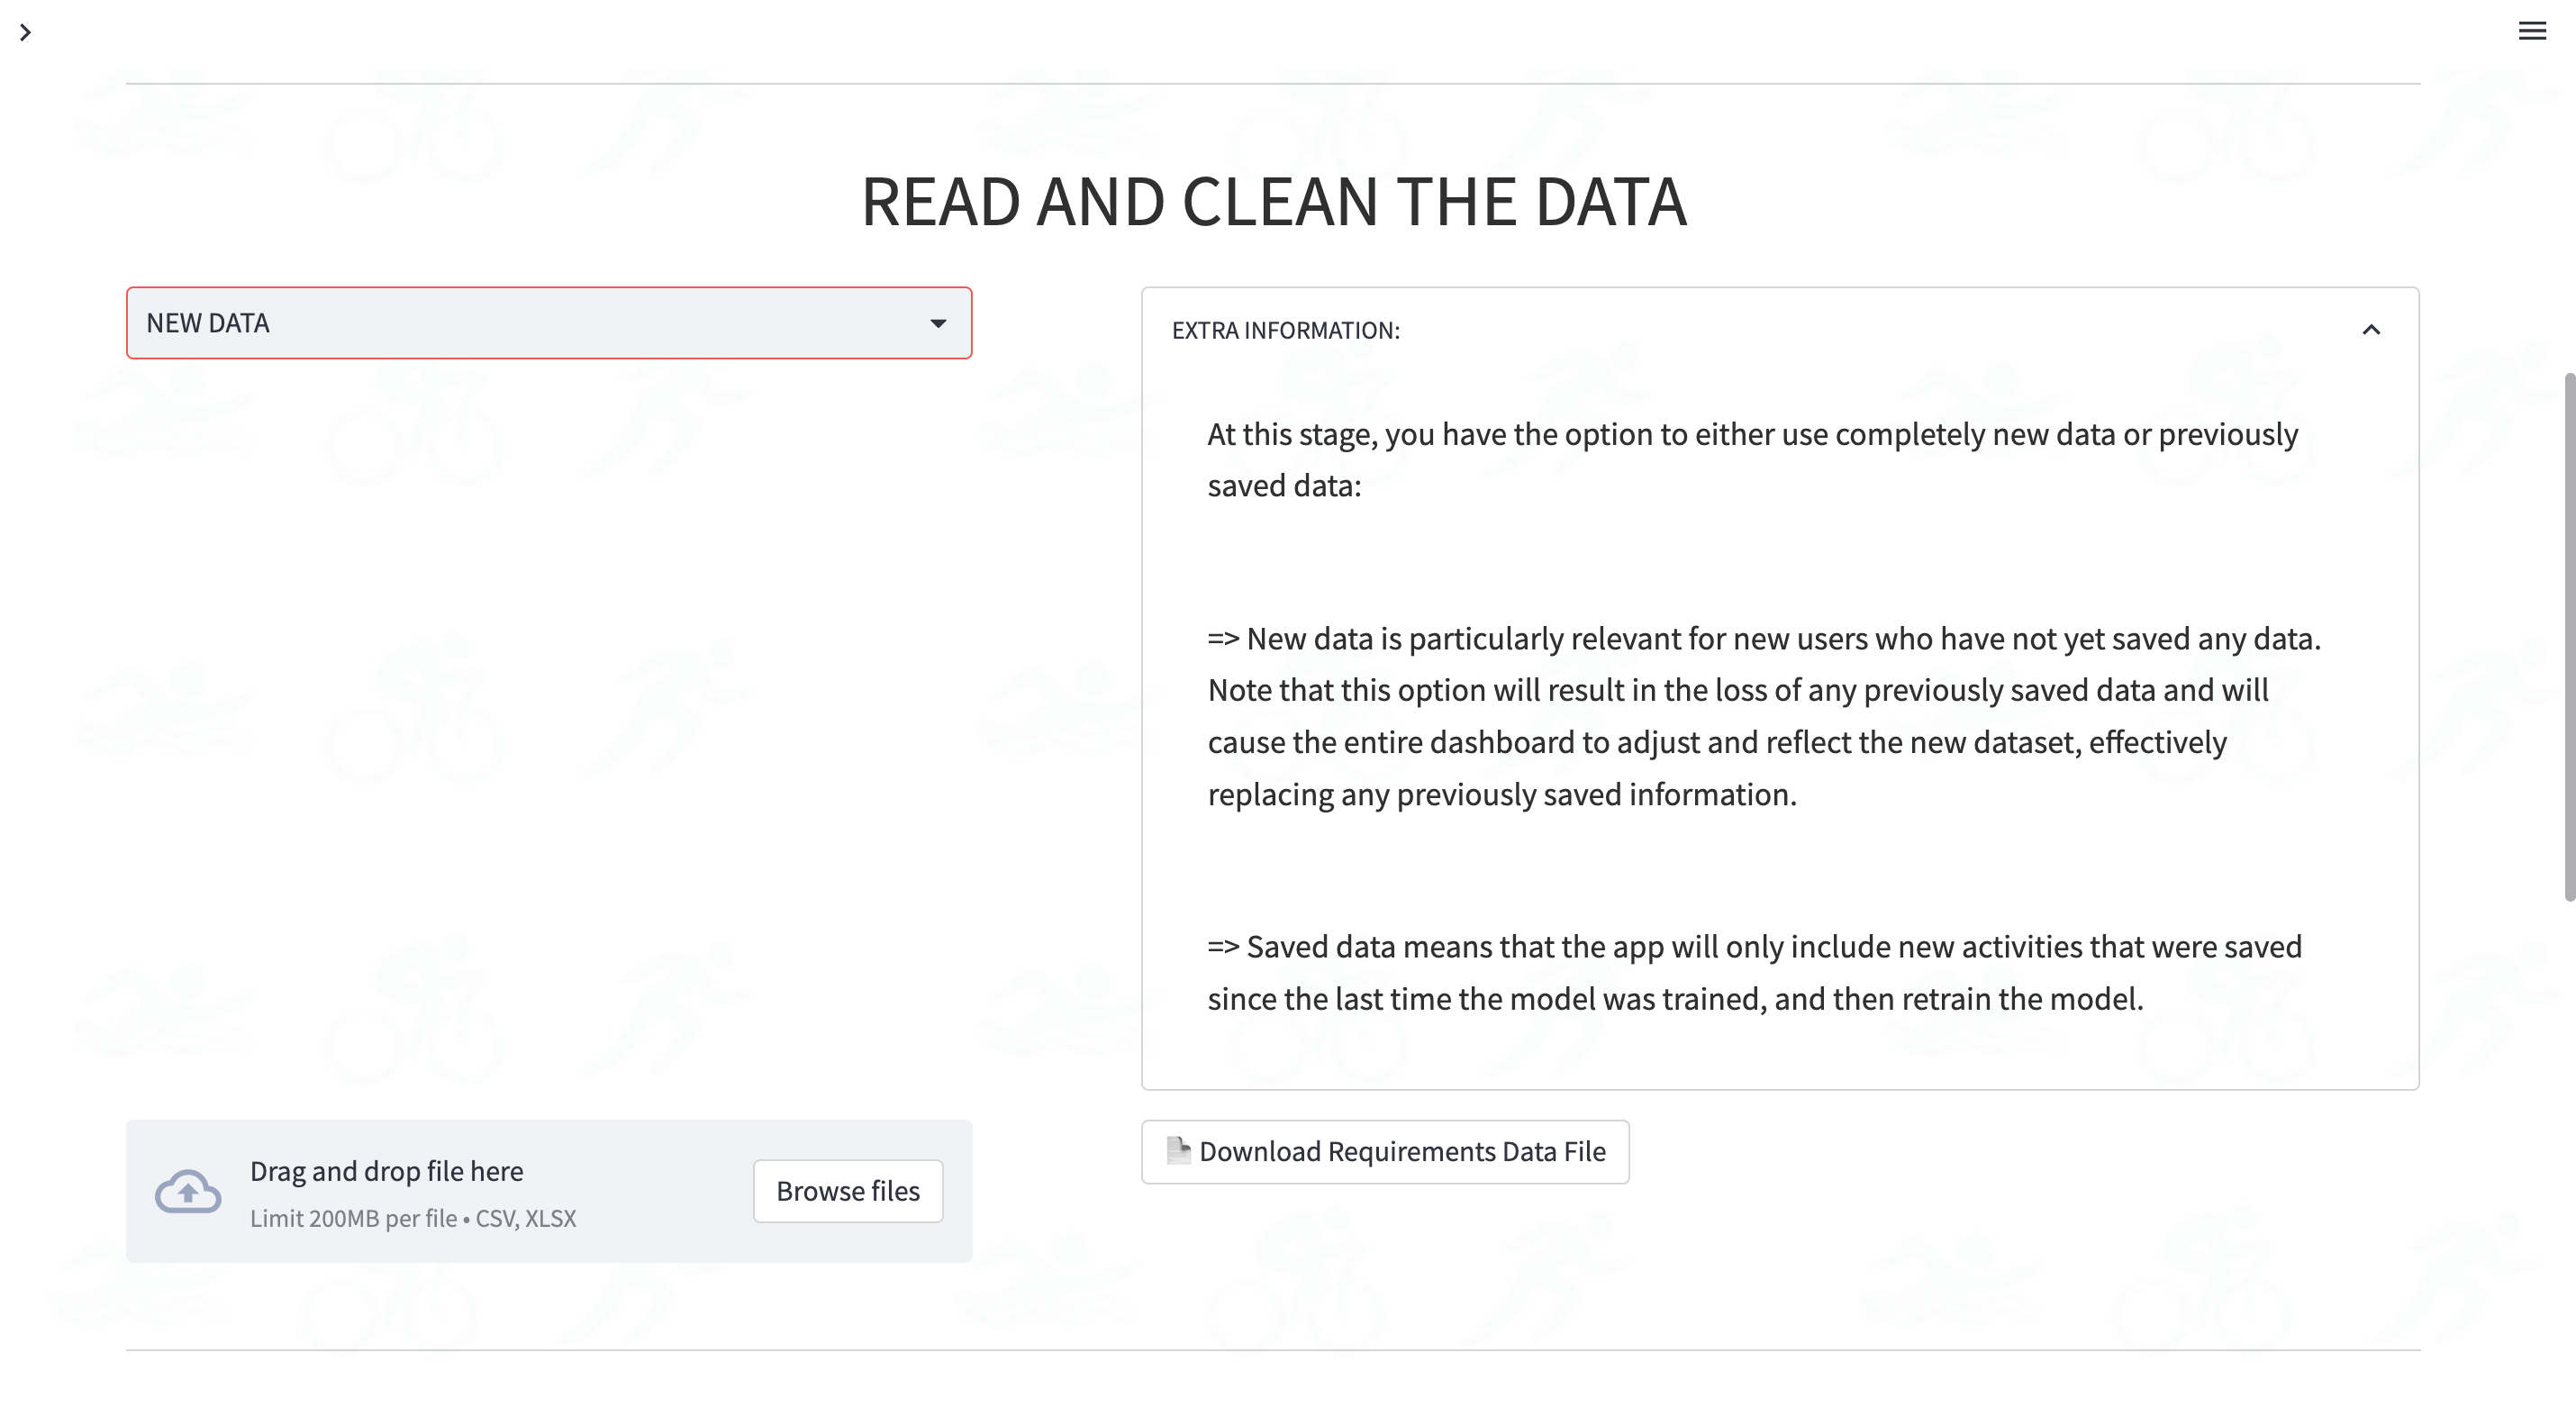 READ AND CLEAN THE DATA
NEW DATA
EXTRA INFORMATION:
At this stage, you have the option to either use completely new data or previously
saved data:
=> New data is particularly relevant for new users who have not yet saved any data.
Note that this option will result in the loss of any previously saved data and will
cause the entire dashboard to adjust and reflect the new dataset, effectively
replacing any previously saved information.
=> Saved data means that the app will only include new activities that were saved
since the last time the model was trained, and then retrain the model.
Drag and drop file here
Limit 200MB per file • CSV, XLSX
Browse files
Download Requirements Data File